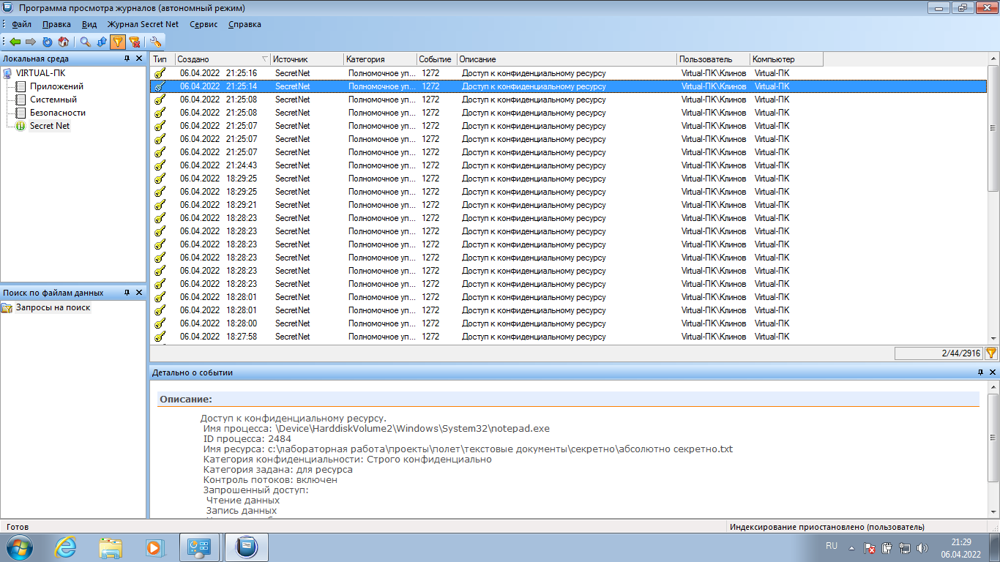 Программа просмотра журналов (автономный режим)
Файл Правка Вид Журнал Secret Net Сервис Справка
Локальная среда
VIRTUAL-ПК
Приложений
Системный
Безопасности
Secret Net
Поиск по файлам данных
Запросы на поиск
Тип Создано Источник Категория Событие Описание Пользователь Компьютер
06.04.2022 21:25:16 SecretNet Полномочное уп... 1272 Доступ к конфиденциальному ресурсу Virtual-ПК\Клинов Virtual-ПК
06.04.2022 21:25:14 SecretNet Полномочное уп... 1272 Доступ к конфиденциальному ресурсу Virtual-ПК\Клинов Virtual-ПК
06.04.2022 21:25:08 SecretNet Полномочное уп... 1272 Доступ к конфиденциальному ресурсу Virtual-ПК\Клинов Virtual-ПК
06.04.2022 21:25:08 SecretNet Полномочное уп... 1272 Доступ к конфиденциальному ресурсу Virtual-ПК\Клинов Virtual-ПК
06.04.2022 21:25:07 SecretNet Полномочное уп... 1272 Доступ к конфиденциальному ресурсу Virtual-ПК\Клинов Virtual-ПК
06.04.2022 21:25:07 SecretNet Полномочное уп... 1272 Доступ к конфиденциальному ресурсу Virtual-ПК\Клинов Virtual-ПК
06.04.2022 21:25:07 SecretNet Полномочное уп... 1272 Доступ к конфиденциальному ресурсу Virtual-ПК\Клинов Virtual-ПК
06.04.2022 21:24:43 SecretNet Полномочное уп... 1272 Доступ к конфиденциальному ресурсу Virtual-ПК\Клинов Virtual-ПК
06.04.2022 18:29:25 SecretNet Полномочное уп... 1272 Доступ к конфиденциальному ресурсу Virtual-ПК\Клинов Virtual-ПК
06.04.2022 18:29:25 SecretNet Полномочное уп... 1272 Доступ к конфиденциальному ресурсу Virtual-ПК\Клинов Virtual-ПК
06.04.2022 18:29:21 SecretNet Полномочное уп... 1272 Доступ к конфиденциальному ресурсу Virtual-ПК\Клинов Virtual-ПК
06.04.2022 18:28:23 SecretNet Полномочное уп... 1272 Доступ к конфиденциальному ресурсу Virtual-ПК\Клинов Virtual-ПК
06.04.2022 18:28:23 SecretNet Полномочное уп... 1272 Доступ к конфиденциальному ресурсу Virtual-ПК\Клинов Virtual-ПК
06.04.2022 18:28:23 SecretNet Полномочное уп... 1272 Доступ к конфиденциальному ресурсу Virtual-ПК\Клинов Virtual-ПК
06.04.2022 18:28:23 SecretNet Полномочное уп... 1272 Доступ к конфиденциальному ресурсу Virtual-ПК\Клинов Virtual-ПК
06.04.2022 18:28:23 SecretNet Полномочное уп... 1272 Доступ к конфиденциальному ресурсу Virtual-ПК\Клинов Virtual-ПК
06.04.2022 18:28:23 SecretNet Полномочное уп... 1272 Доступ к конфиденциальному ресурсу Virtual-ПК\Клинов Virtual-ПК
06.04.2022 18:28:01 SecretNet Полномочное уп... 1272 Доступ к конфиденциальному ресурсу Virtual-ПК\Клинов Virtual-ПК
06.04.2022 18:28:01 SecretNet Полномочное уп... 1272 Доступ к конфиденциальному ресурсу Virtual-ПК\Клинов Virtual-ПК
06.04.2022 18:28:00 SecretNet Полномочное уп... 1272 Доступ к конфиденциальному ресурсу Virtual-ПК\Клинов Virtual-ПК
06.04.2022 18:27:58 SecretNet Полномочное уп... 1272 Доступ к конфиденциальному ресурсу Virtual-ПК\Клинов Virtual-ПК
2/44/2916
Детально о событии
Описание:
Доступ к конфиденциальному ресурсу.
Имя процесса: \Device\HarddiskVolume2\Windows\System32\notepad.exe
ID процесса: 2484
Имя ресурса: c:\лабораторная работа\проекты\полет\текстовые документы\секретно\абсолютно секретно.txt
Категория конфиденциальности: Строго конфиденциально
Категория задана: для ресурса
Контроль потоков: включен
Запрошенный доступ:
Чтение данных
Запись данных
Готов
Индексирование приостановлено (пользователь)
RU
21:29
06.04.2022